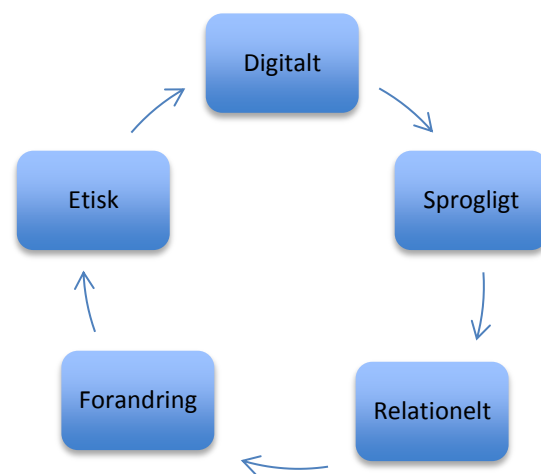 Digitalt
Sprogligt
Relationelt
Forandring
Etisk